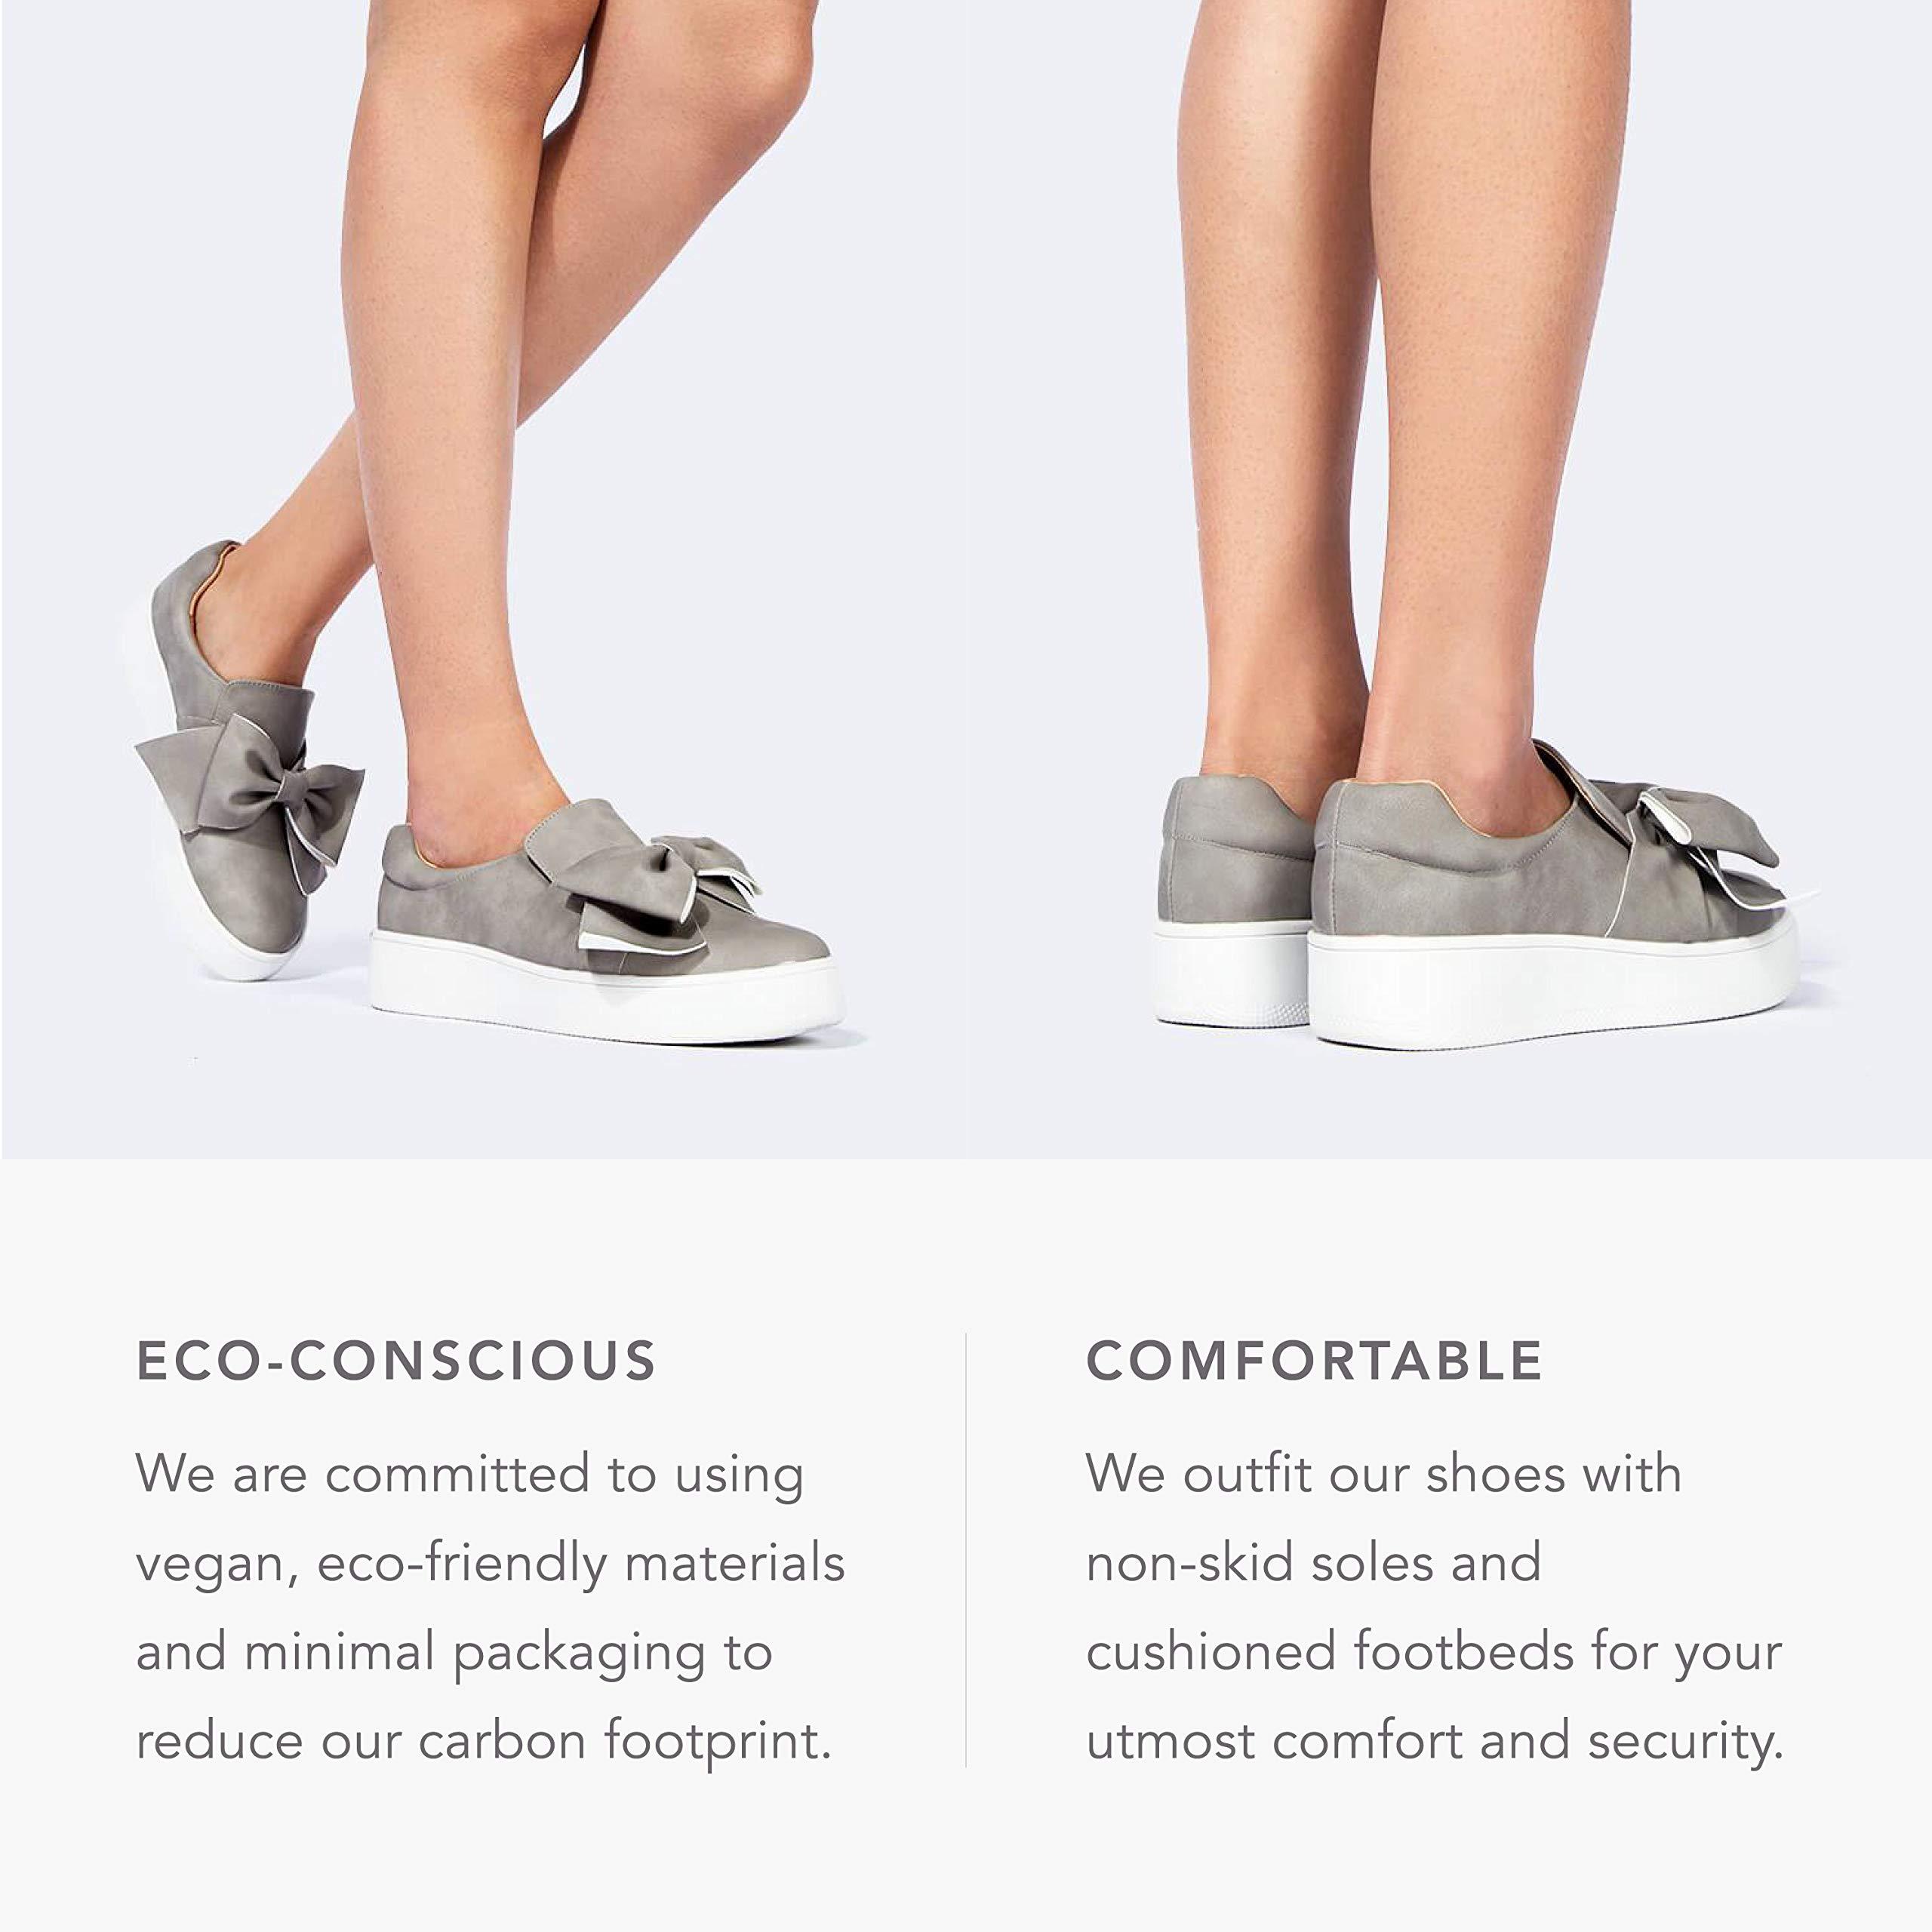 ECO-CONSCIOUS
We are committed to using
vegan, eco-friendly materials
and minimal packaging to
reduce our carbon footprint.
COMFORTABLE
We outfit our shoes with
non-skid soles and
cushioned footbeds for your
utmost comfort and security.